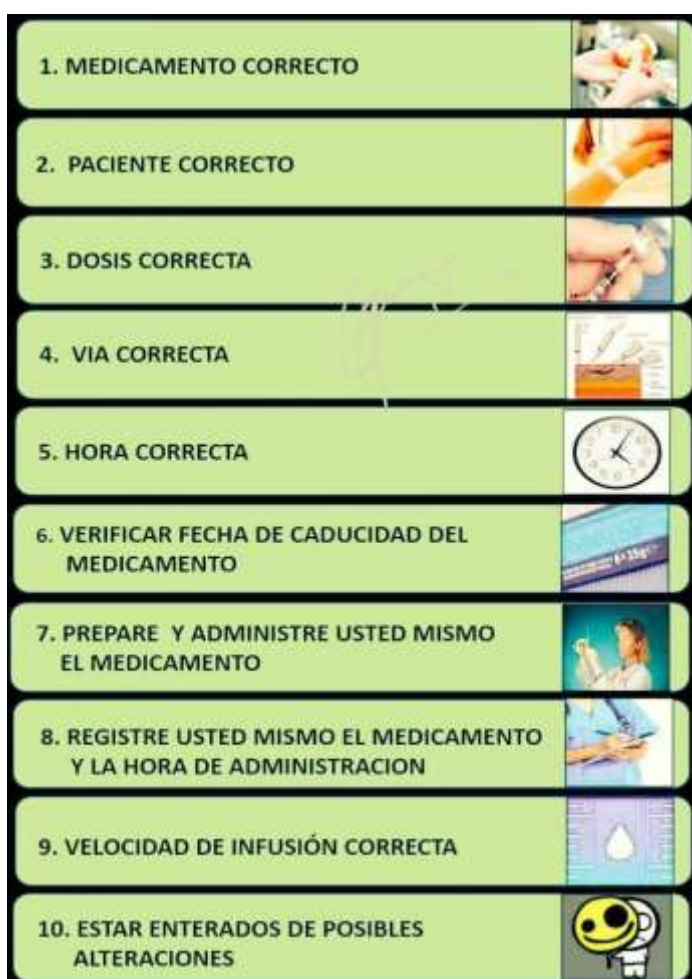 1. MEDICAMENTO CORRECTO
2. PACIENTE CORRECTO
3. DOSIS CORRECTA
4. VIA CORRECTA
5. HORA CORRECTA
6. VERIFICAR FECHA DE CADUCIDAD DEL
MEDICAMENTO
7. PREPARE Y ADMINISTRE USTED MISMO
EL MEDICAMENTO
8. REGISTRE USTED MISMO EL MEDICAMENTO
Y LA HORA DE ADMINISTRACION
9. VELOCIDAD DE INFUSIÓN CORRECTA
10. ESTAR ENTERADOS DE POSIBLES
ALTERACIONES